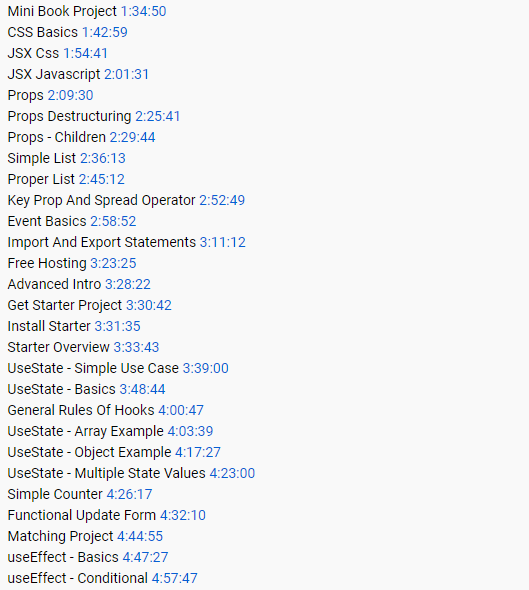 Mini Book Project 1:34:50
CSS Basics 1:42:59
JSX Css 1:54:41
JSX Javascript 2:01:31
Props 2:09:30
Props Destructuring 2:25:41
Props - Children 2:29:44
Simple List 2:36:13
Proper List 2:45:12
Key Prop And Spread Operator 2:52:49
Event Basics 2:58:52
Import And Export Statements 3:11:12
Free Hosting 3:23:25
Advanced Intro 3:28:22
Get Starter Project 3:30:42
Install Starter 3:31:35
Starter Overview 3:33:43
UseState - Simple Use Case 3:39:00
UseState - Basics 3:48:44
General Rules Of Hooks 4:00:47
UseState - Array Example 4:03:39
UseState - Object Example 4:17:27
UseState - Multiple State Values 4:23:00
Simple Counter 4:26:17
Functional Update Form 4:32:10
Matching Project 4:44:55
useEffect - Basics 4:47:27
useEffect - Conditional 4:57:47